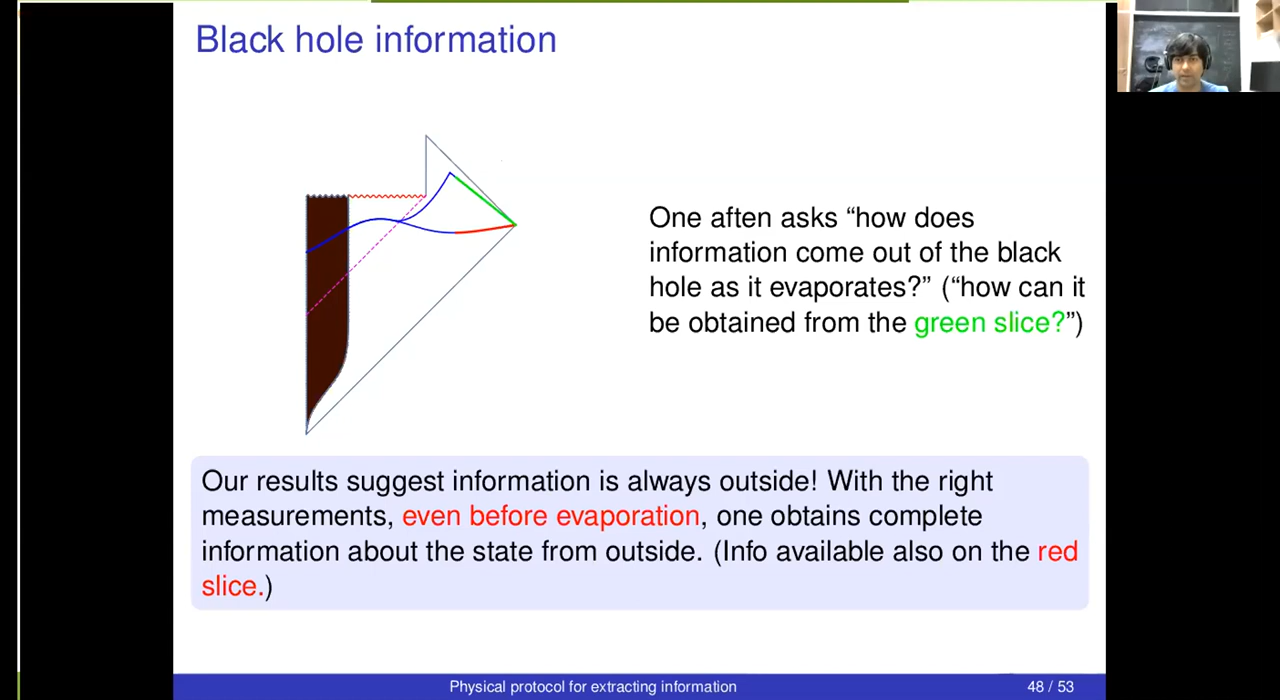 Black hole information
One aften asks “how does
information come out of the black
hole as it evaporates?” (“how can it
be obtained from the green slice?”)
Our results suggest information is always outside! With the right
measurements, even before evaporation, one obtains complete
information about the state from outside. (Info available also on the red
slice.)
Physical protocol for extracting information
48 / 53